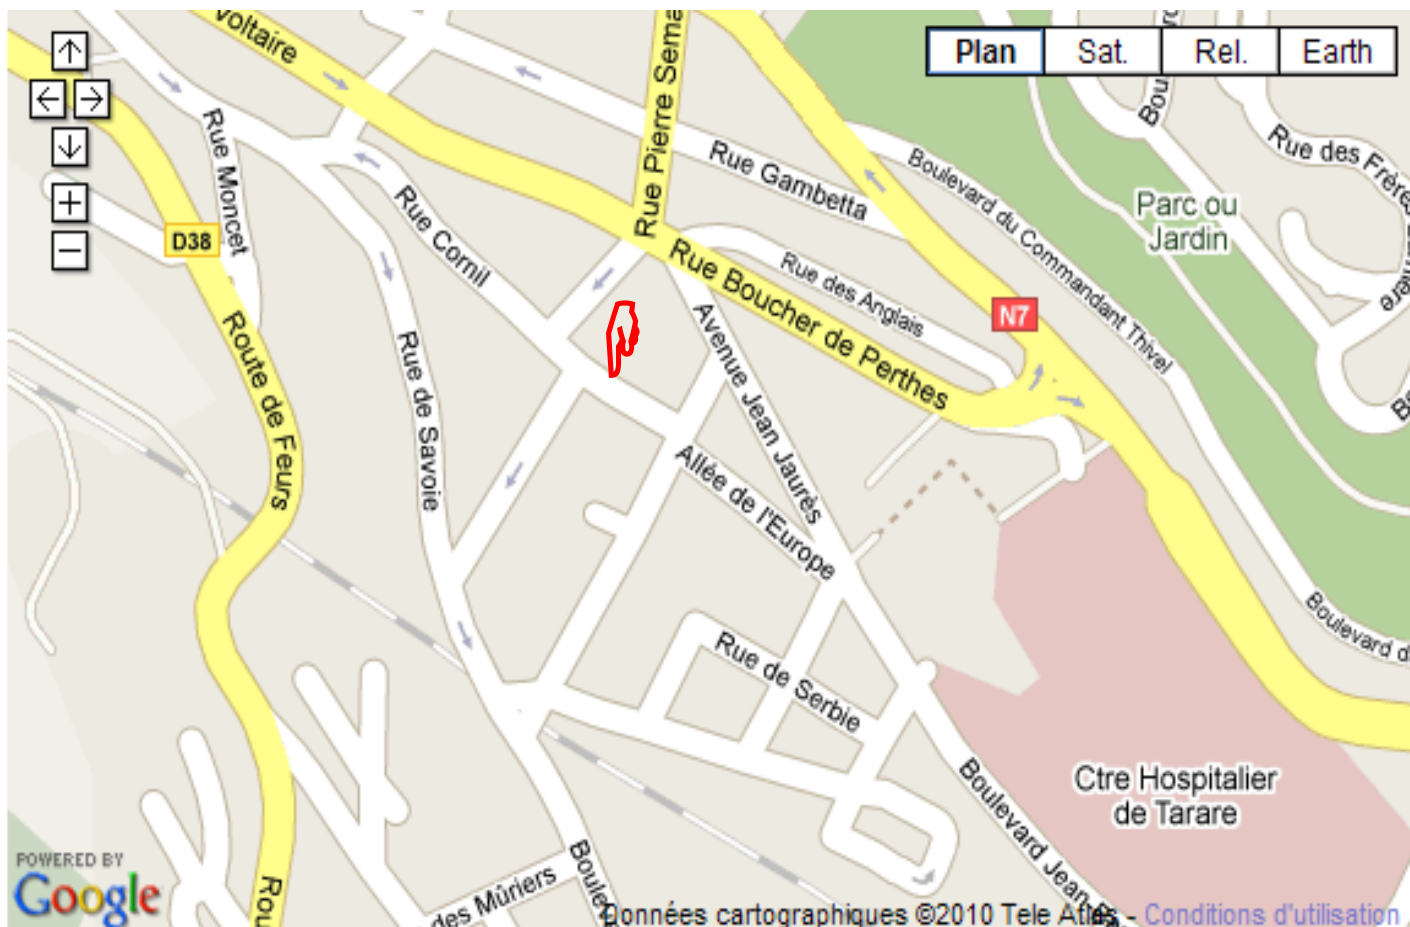 Voltaire
Rue Pierre Sema
Plan
Sat.
Rel.
Earth
Rue Moncet
Rue Gambetta
Boulevard du Commandant Thivel
Rue des Frère
Parc ou
Jardin
D38
Rue Cornil
Rue Boucher de Perthes
Rue des Anglais
N7
Route de Feurs
Rue de Savoie
Avenue Jean Jaurès
Allée de l'Europe
Boulevard d
Rue de Serbie
Ctre Hospitalier
de Tarare
Boulevard Jean
POWERED BY
Google
Rou
des Mûriers
Boule
Données cartographiques ©2010 Tele Atlas - Conditions d'utilisation